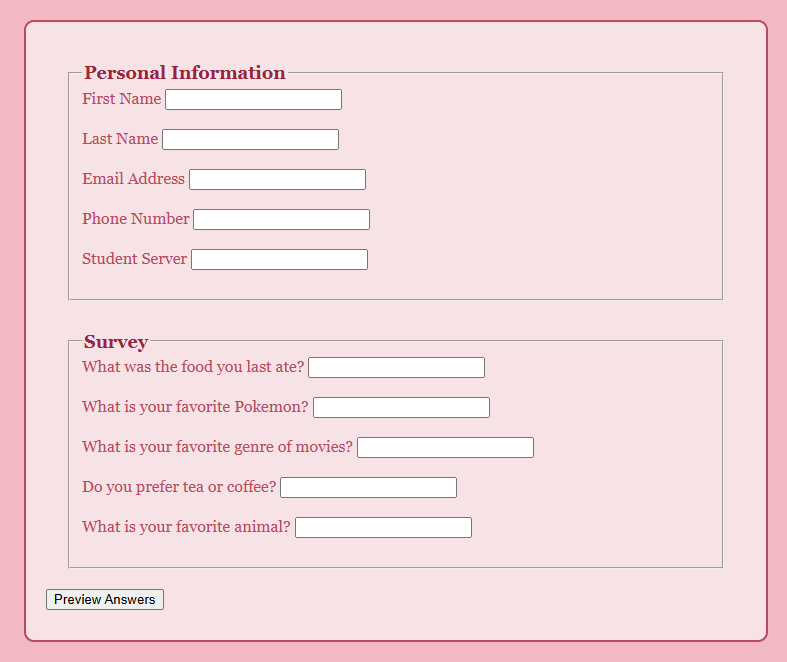 Personal Information
First Name
Last Name
Email Address
Phone Number
Student Server
Survey
What was the food you last ate?
What is your favorite Pokemon?
What is your favorite genre of movies?
Do you prefer tea or coffee?
What is your favorite animal?
Preview Answers